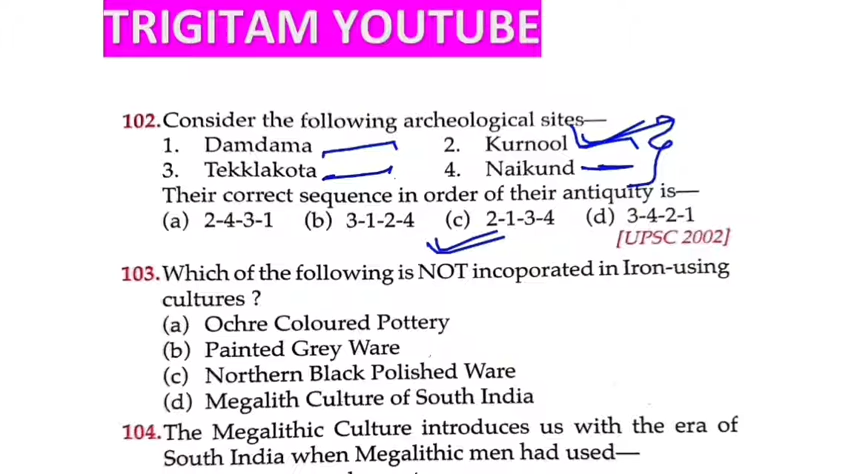 TRIGITAM YOUTUBE
102. Consider the following archeological sites—
1. Damdama 2. Kurnool
3. Tekklakota 4. Naikund
Their correct sequence in order of their antiquity is—
(a) 2-4-3-1 (b) 3-1-2-4 (c) 2-1-3-4 (d) 3-4-2-1
[UPSC 2002]
103. Which of the following is NOT incoporated in Iron-using
cultures ?
(a) Ochre Coloured Pottery
(b) Painted Grey Ware
(c) Northern Black Polished Ware
(d) Megalith Culture of South India
104. The Megalithic Culture introduces us with the era of
South India when Megalithic men had used—